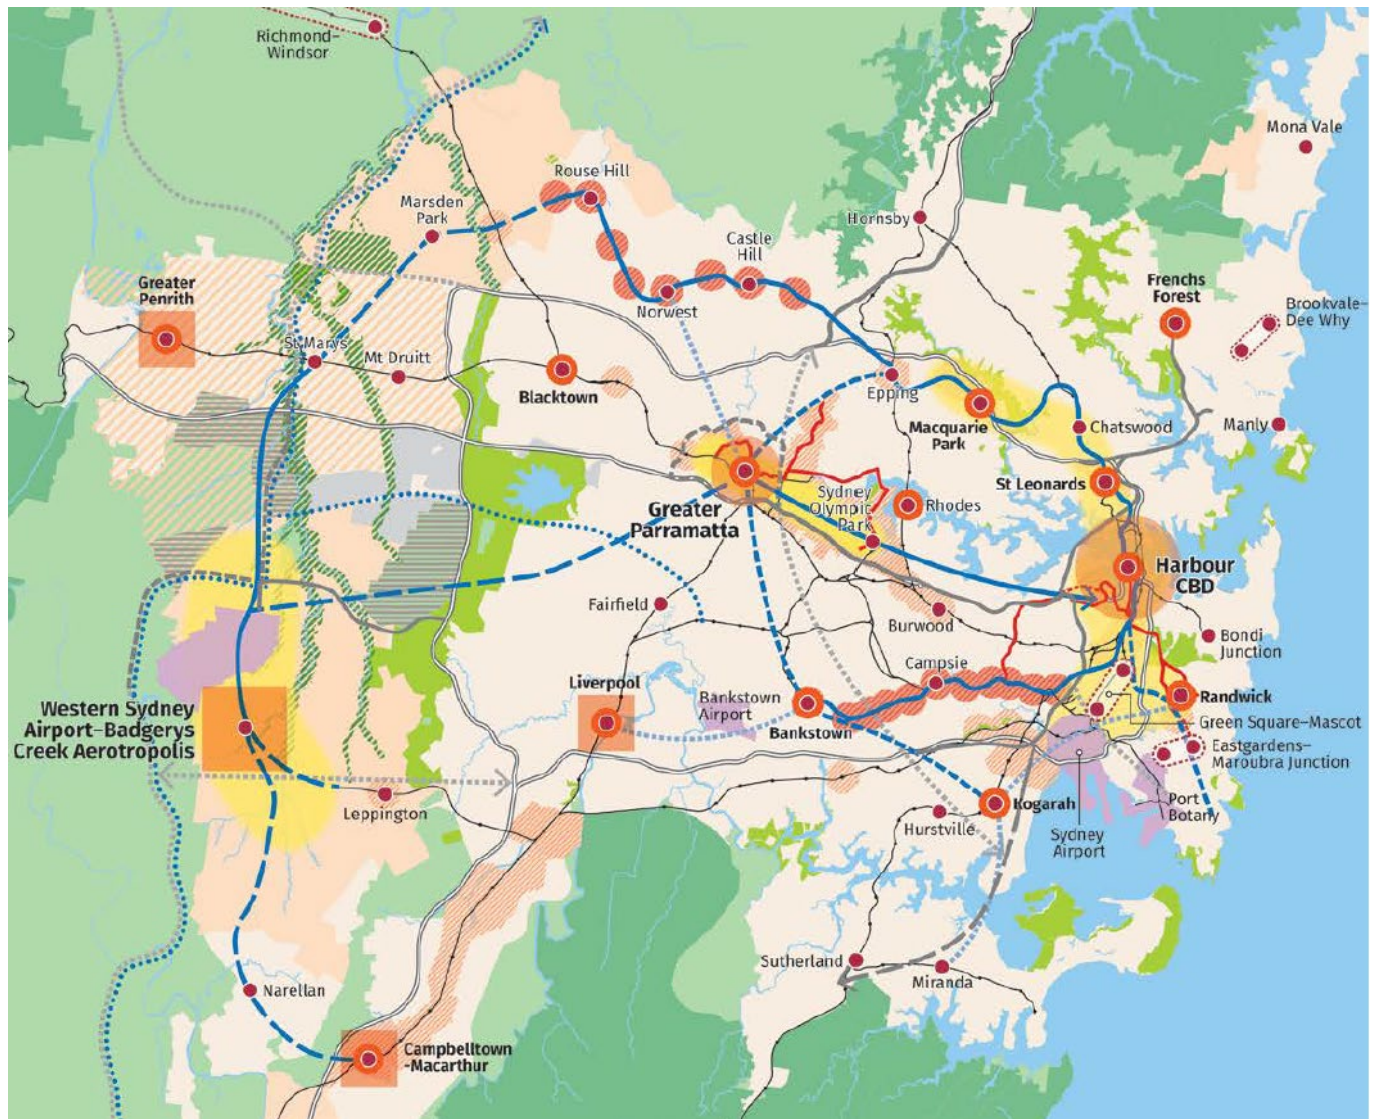 Richmond–
Windsor
Mona Vale
Rouse Hill
Marsden
Park
Hornsby
Castle
Hill
Greater
Penrith
Norwest
Frenchs
Forest
Brookvale–
Dee Why
St Marys
Mt Druitt
Blacktown
Epping
Macquarie
Park
Chatswood
Manly
St Leonards
Greater
Parramatta
Sydney
Olympic
Park
Rhodes
Harbour
CBD
Fairfield
Burwood
Bondi
Junction
Campsie
Liverpool
Bankstown
Airport
Bankstown
Randwick
Green Square–Mascot
Western Sydney
Airport–Badgerys
Creek Aerotropolis
Eastgardens–
Maroubra Junction
Leppington
Kogarah
Hurstville
Port
Botany
Sydney
Airport
Sutherland
Miranda
Narellan
Campbelltown
-Macarthur